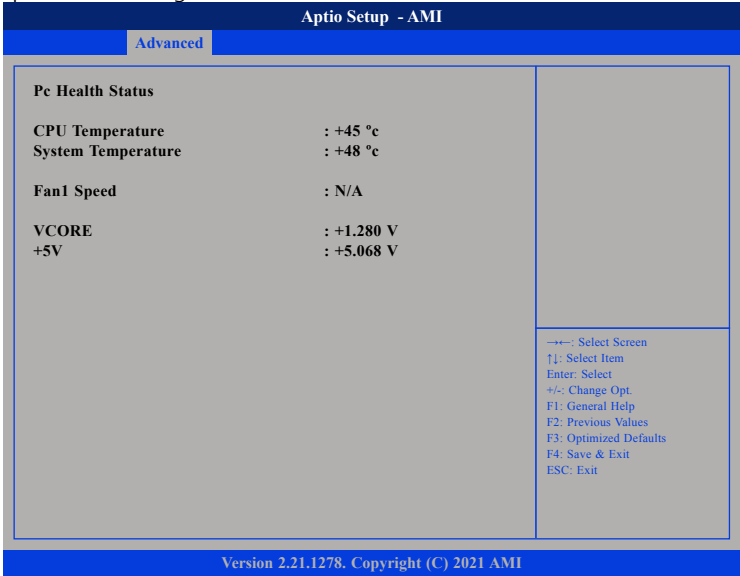 Aptio Setup - AMI
Advanced
Pc Health Status
CPU Temperature : +45 °c
System Temperature : +48 °c
Fan1 Speed : N/A
VCORE : +1.280 V
+5V : +5.068 V
→←: Select Screen
↑↓: Select Item
Enter: Select
+/-: Change Opt.
F1: General Help
F2: Previous Values
F3: Optimized Defaults
F4: Save & Exit
ESC: Exit
Version 2.21.1278. Copyright (C) 2021 AMI